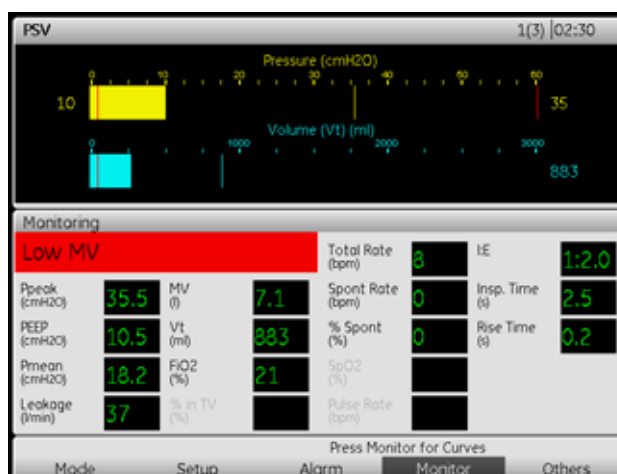 PSV 1(3) 02:30
Pressure (cmH2O)
0 10 20 30 40 50 60
10 35
Volume (Vt) (ml)
0 1000 2000 3000
883
Monitoring
Low MV
Total Rate (bpm) 8 I:E 1:2.0
Ppeak (cmH2O) 35.5 MV (l) 7.1 Spont Rate (bpm) 0 Insp. Time (s) 2.5
PEEP (cmH2O) 10.5 Vt (ml) 883 % Spont (%) 0 Rise Time (s) 0.2
Pmean (cmH2O) 18.2 FiO2 (%) 21 SpO2 (%)
Leakage (l/min) 37 % in TV (%) Pulse Rate (bpm)
Press Monitor for Curves
Mode Setup Alarm Monitor Others